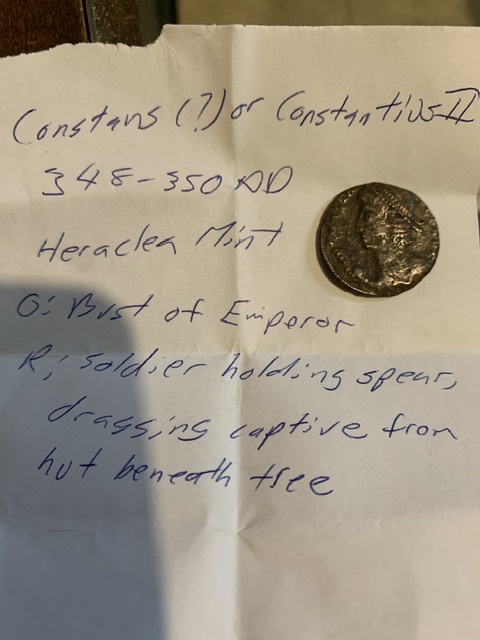 Constans (?) or Constantius II
348-350 AD
Heraclea Mint
O: Bust of Emperor
R; Soldier holding spear,
dragging captive from
hut beneath tree